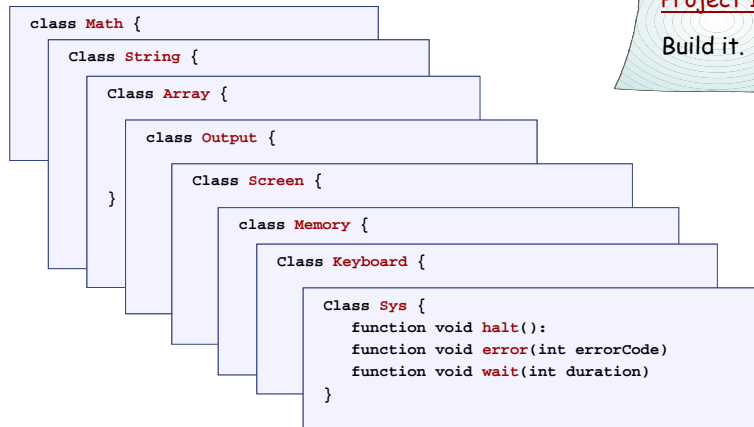 Build it.
class Math {
Class String {
Class Array {
}
class Output {
Class Screen {
class Memory {
Class Keyboard {
Class Sys {
function void halt():
function void error(int errorCode)
function void wait(int duration)
}